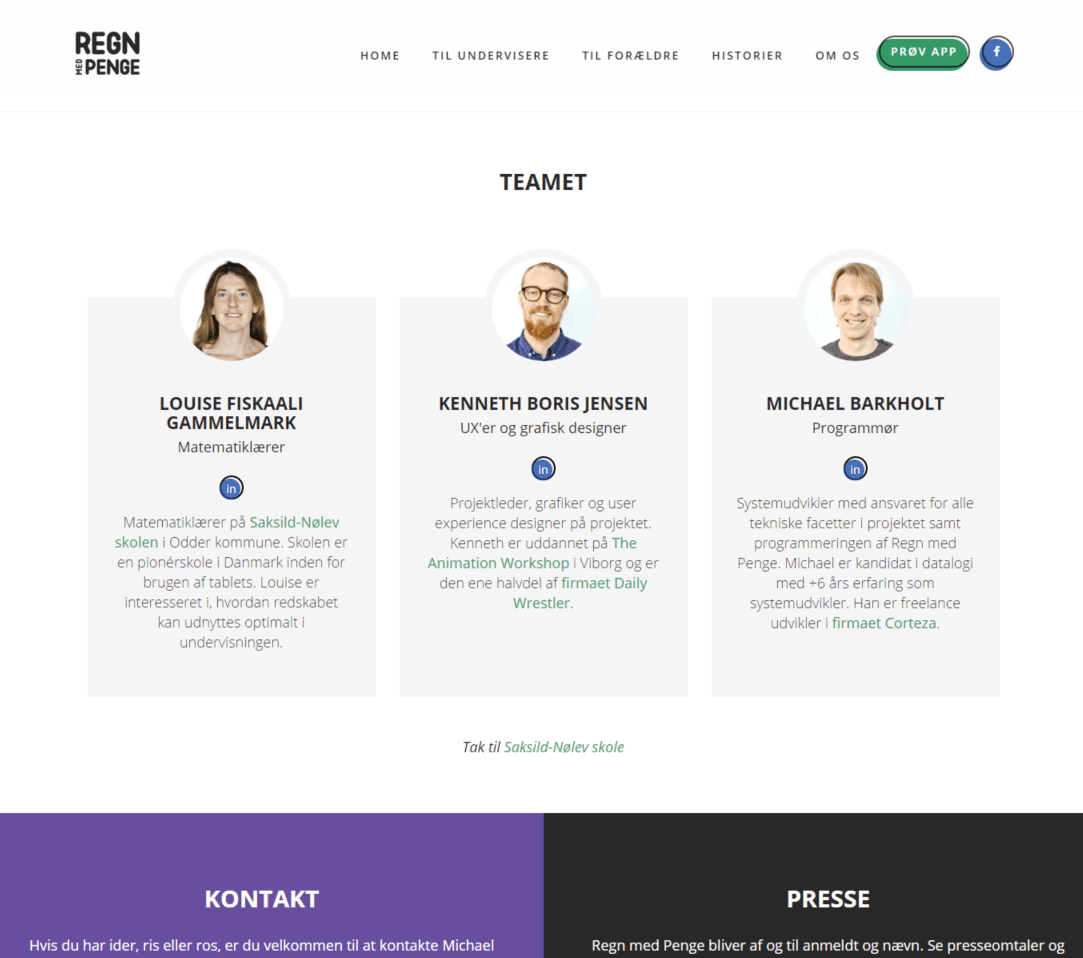 REGN
MED PENGE
HOME
TIL UNDERVISERE
TIL FORÆLDRE
HISTORIER
OM OS
PRØV APP
f
TEAMET
LOUISE FISKAALI
GAMMELMARK
Matematiklærer
in
Matematiklærer på Saksild-Nølev
skolen i Odder kommune. Skolen er
en pionérskole i Danmark inden for
brugen af tablets. Louise er
interesseret i, hvordan redskabet
kan udnyttes optimalt i
undervisningen.
KENNETH BORIS JENSEN
UX'er og grafisk designer
in
Projektleder, grafiker og user
experience designer på projektet.
Kenneth er uddannet på The
Animation Workshop i Viborg og er
den ene halvdel af firmaet Daily
Wrestler.
MICHAEL BARKHOLT
Programmør
in
Systemudvikler med ansvaret for alle
tekniske facetter i projektet samt
programmeringen af Regn med
Penge. Michael er kandidat i datalogi
med +6 års erfaring som
systemudvikler. Han er freelance
udvikler i firmaet Corteza.
Tak til Saksild-Nølev skole
KONTAKT
Hvis du har ider, ris eller ros, er du velkommen til at kontakte Michael
PRESSE
Regn med Penge bliver af og til anmeldt og nævn. Se presseomtaler og